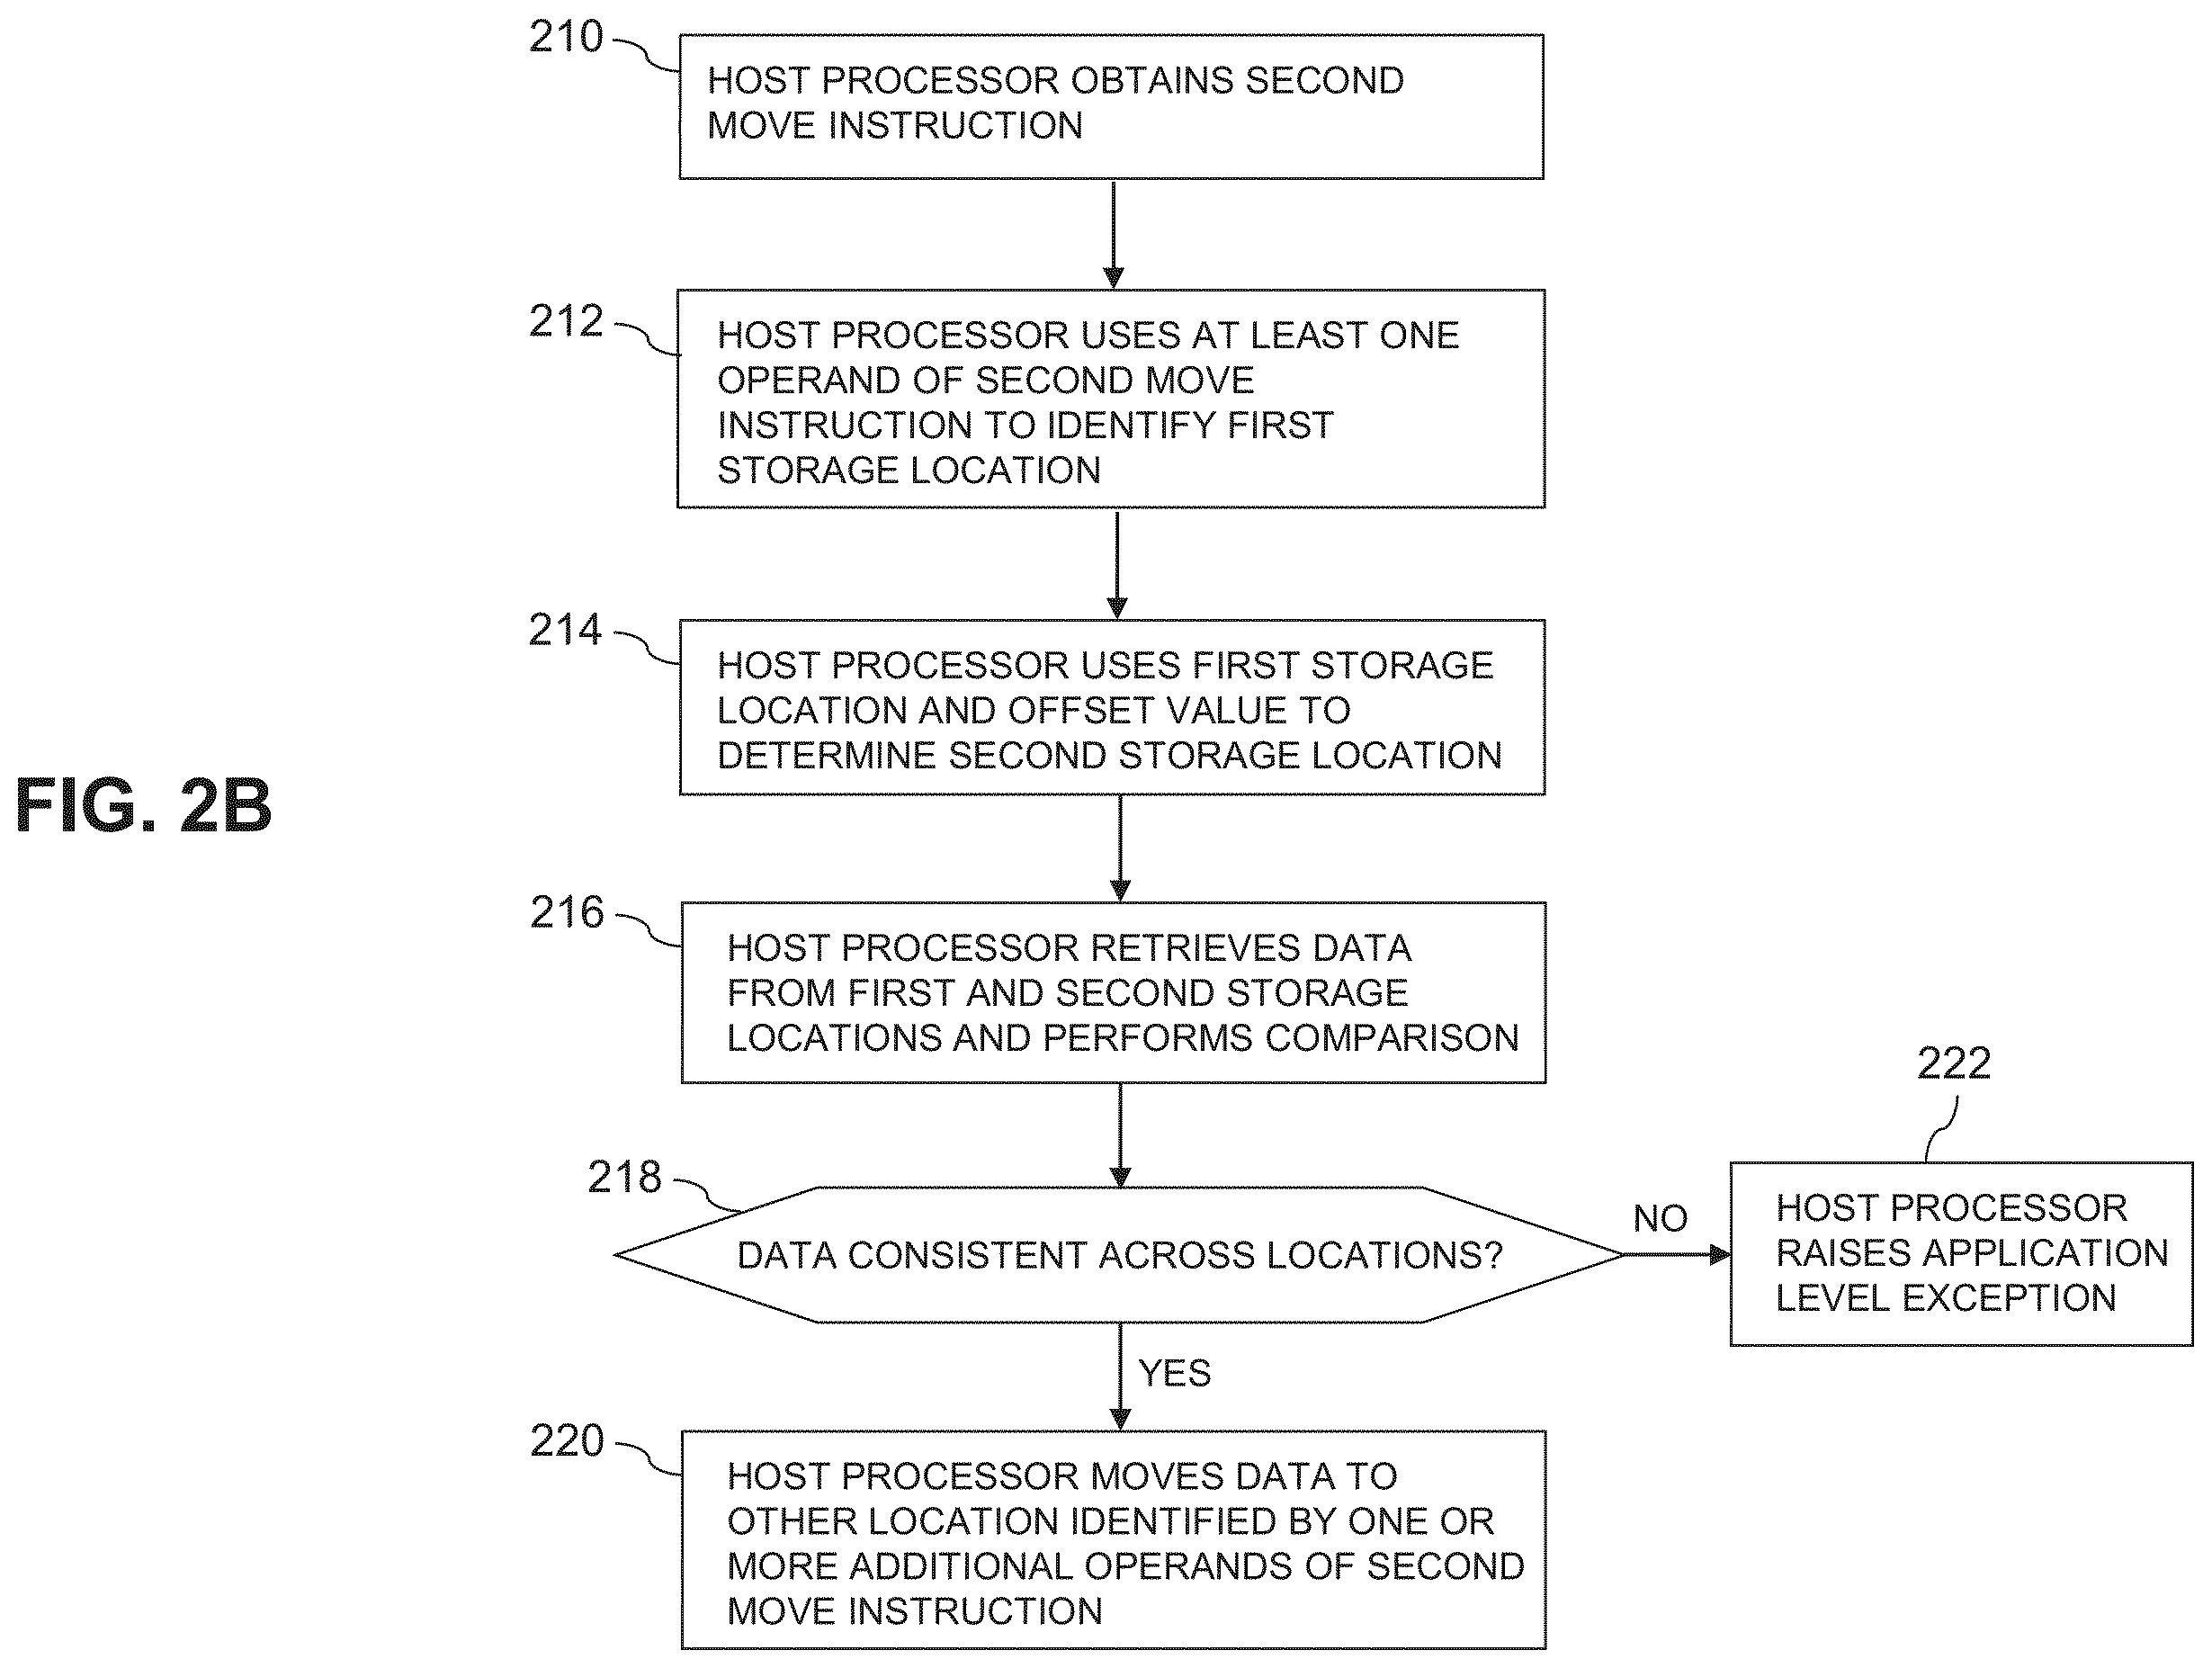 210
HOST PROCESSOR OBTAINS SECOND
MOVE INSTRUCTION
212
HOST PROCESSOR USES AT LEAST ONE
OPERAND OF SECOND MOVE
INSTRUCTION TO IDENTIFY FIRST
STORAGE LOCATION
214
HOST PROCESSOR USES FIRST STORAGE
LOCATION AND OFFSET VALUE TO
DETERMINE SECOND STORAGE LOCATION
FIG. 2B
216
HOST PROCESSOR RETRIEVES DATA
FROM FIRST AND SECOND STORAGE
LOCATIONS AND PERFORMS COMPARISON
218
DATA CONSISTENT ACROSS LOCATIONS?
NO
222
HOST PROCESSOR
RAISES APPLICATION
LEVEL EXCEPTION
YES
220
HOST PROCESSOR MOVES DATA TO
OTHER LOCATION IDENTIFIED BY ONE OR
MORE ADDITIONAL OPERANDS OF SECOND
MOVE INSTRUCTION